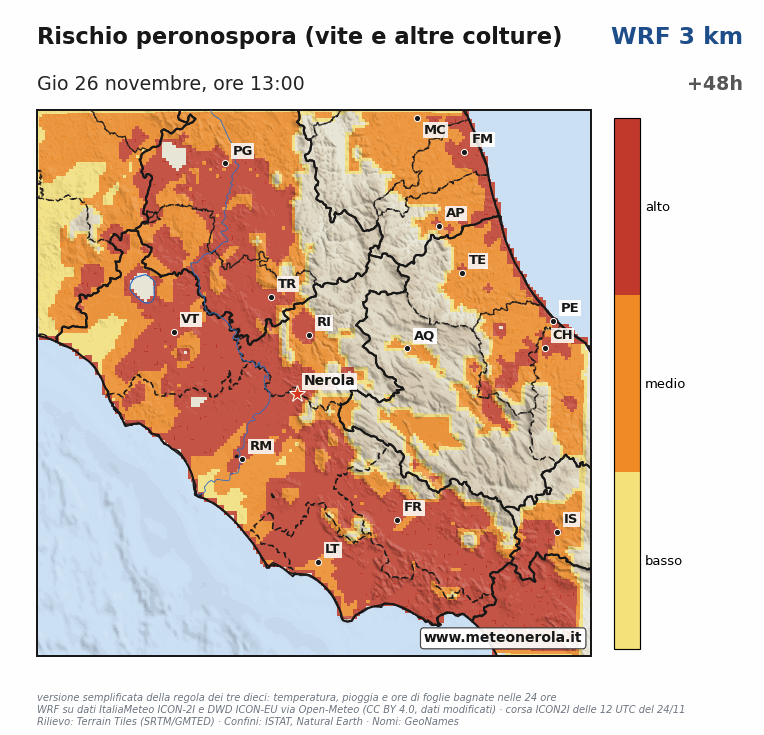 Rischio peronospora (vite e altre colture)
WRF 3 km
Gio 26 novembre, ore 13:00
+48h
MC
FM
PG
AP
TE
TR
PE
VT
RI
CH
AQ
Nerola
RM
FR
IS
LT
www.meteonerola.it
alto
medio
basso
versione semplificata della regola dei tre dieci: temperatura, pioggia e ore di foglie bagnate nelle 24 ore
WRF su dati ItaliaMeteo ICON-2I e DWD ICON-EU via Open-Meteo (CC BY 4.0, dati modificati) · corsa ICON2I delle 12 UTC del 24/11
Rilievo: Terrain Tiles (SRTM/GMTED) · Confini: ISTAT, Natural Earth · Nomi: GeoNames